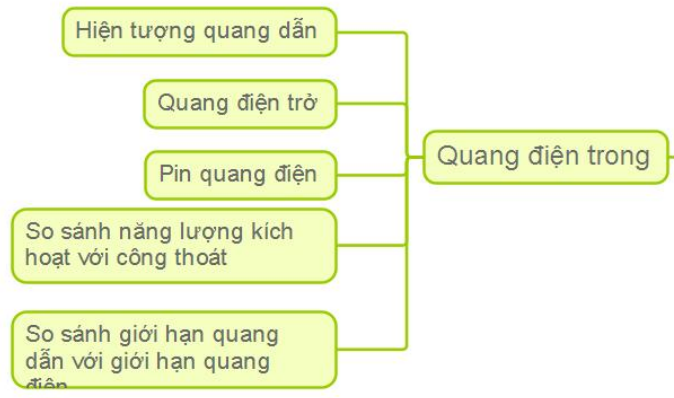 Hiện tượng quang dẫn
Quang điện trở
Quang điện trong
Pin quang điện
So sánh năng lượng kích
hoạt với công thoát
So sánh giới hạn quang
dẫn với giới hạn quang
điện